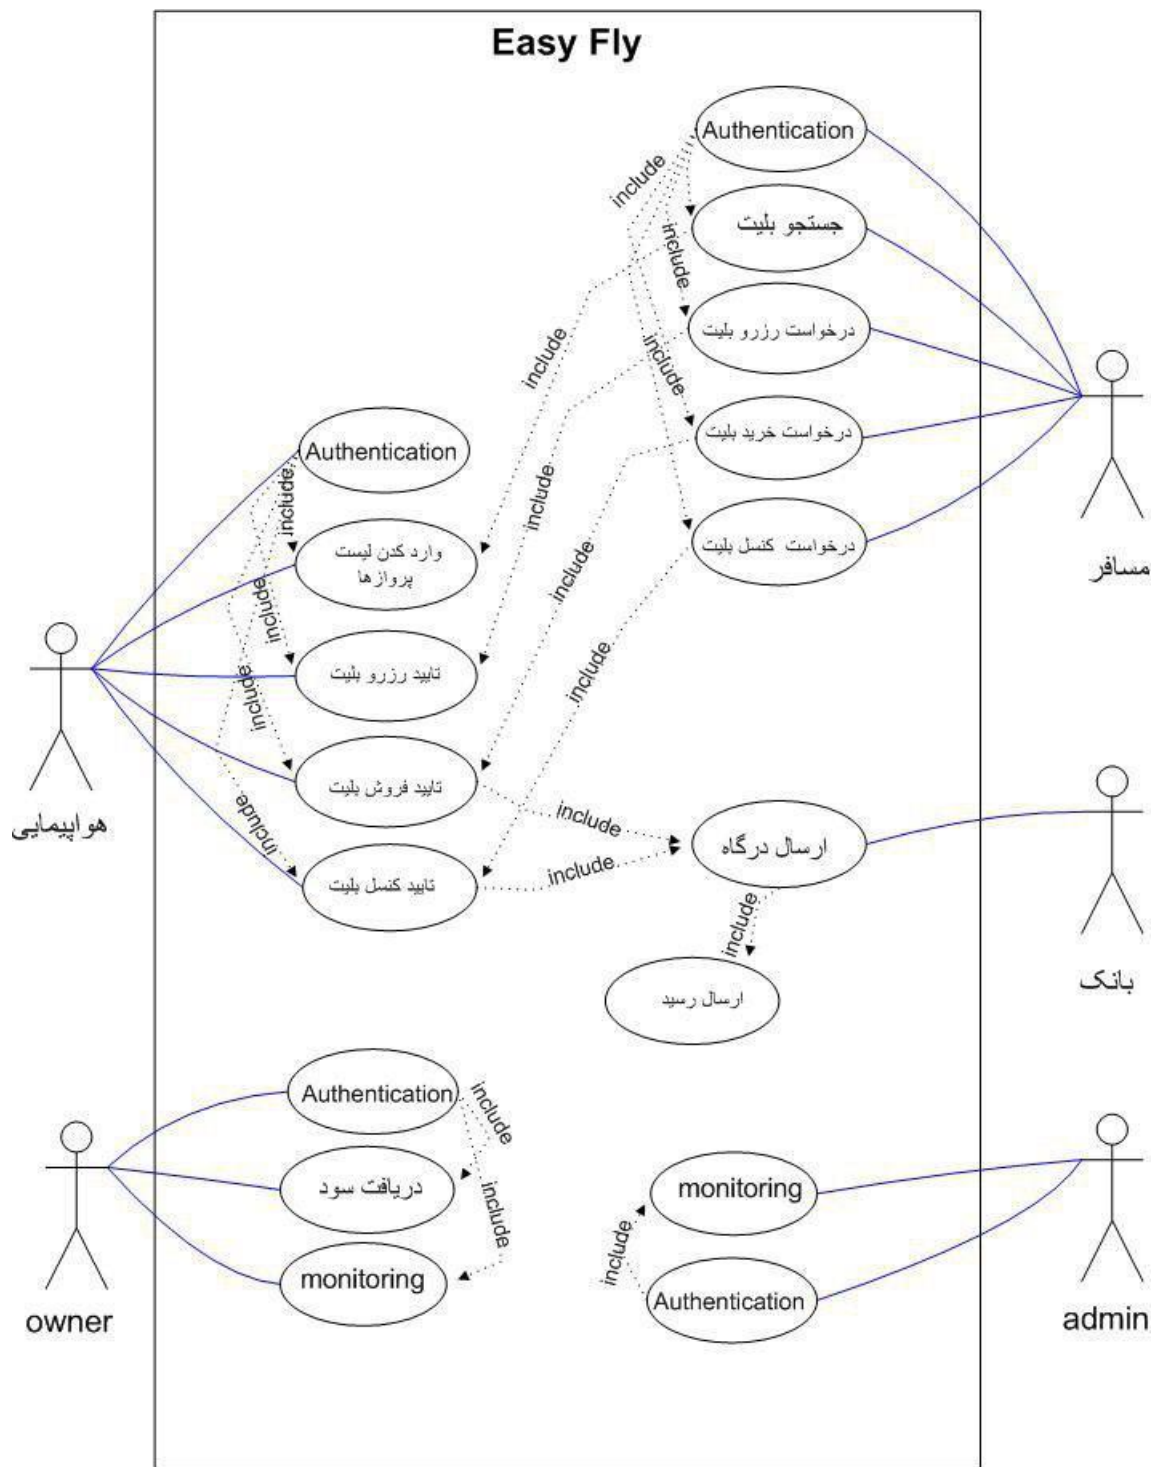 Easy Fly
Authentication
include
جستجو بلیت
include
درخواست رزرو بلیت
include
include
درخواست خرید بلیت
Authentication
include
include
درخواست کنسل بلیت
مسافر
وارد کدن لیست
پروازها
include
include
include
تایید رزرو بلیت
include
هواپیمایی
تایید فروش بلیت
include
include
ارسال درگاه
تایید کنسل بلیت
include
include
بانک
ارسال رسید
Authentication
include
دریافت سود
include
monitoring
owner
monitoring
include
Authentication
admin